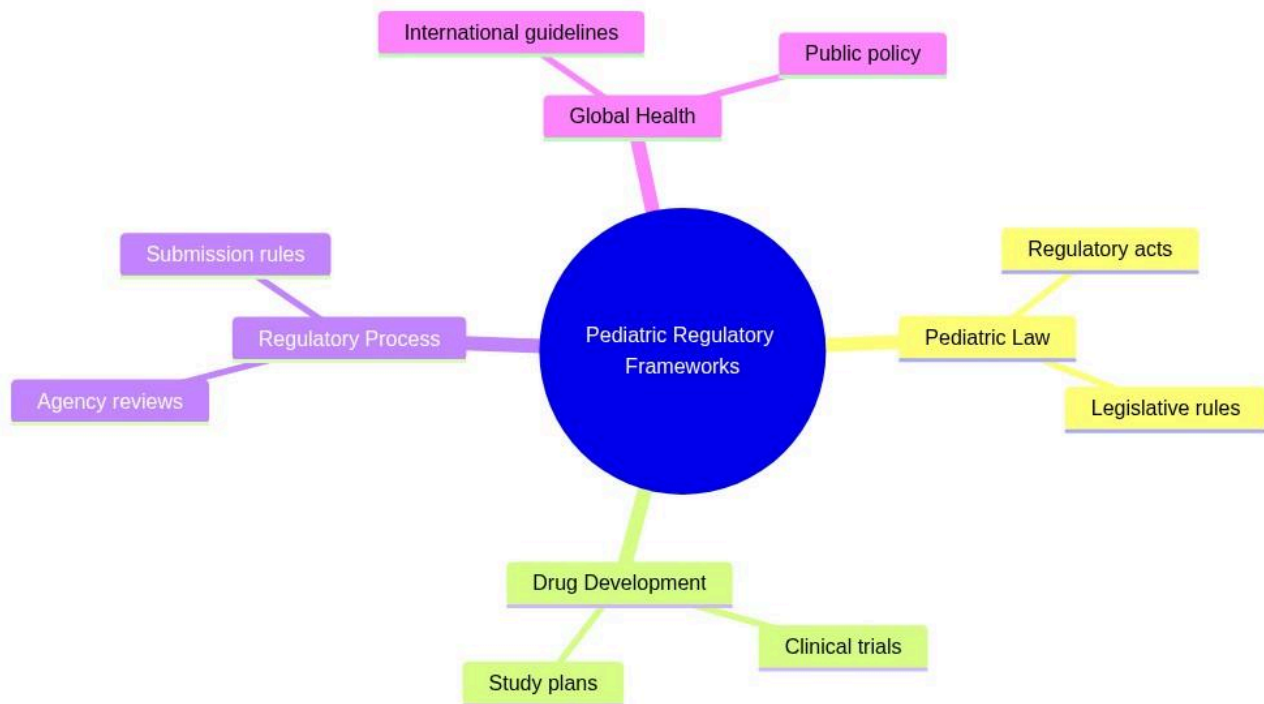 International guidelines
Public policy
Global Health
Submission rules
Regulatory acts
Regulatory Process
Pediatric Regulatory
Frameworks
Pediatric Law
Agency reviews
Legislative rules
Drug Development
Clinical trials
Study plans